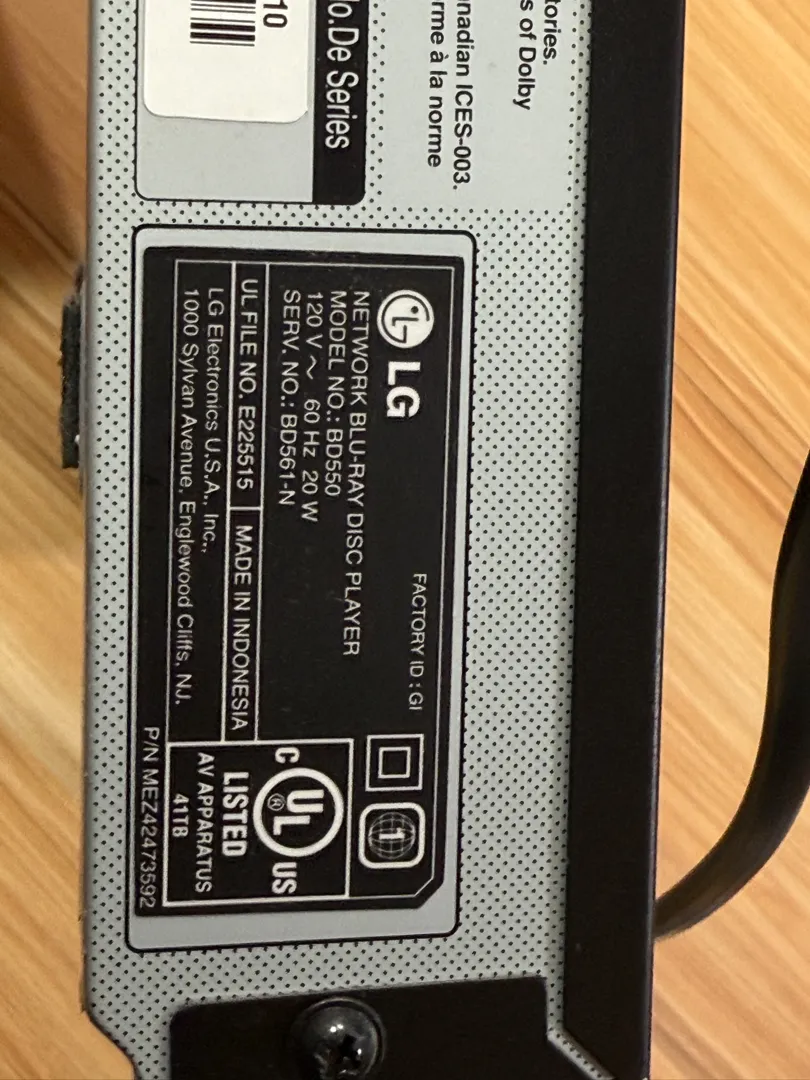 10
lo.De Series
nadian ICES-003.
rme à la norme
tories.
s of Dolby
LG
FACTORY ID : GI
NETWORK BLU-RAY DISC PLAYER
MODEL NO.: BD550
120 V ~ 60 Hz 20 W
SERV. NO.: BD561-N
1
UL FILE NO. E225515 MADE IN INDONESIA
LG Electronics U.S.A., Inc.,
1000 Sylvan Avenue, Englewood Cliffs, NJ.
C UL ® US
LISTED
AV APPARATUS
41TB
P/N MEZ42473592